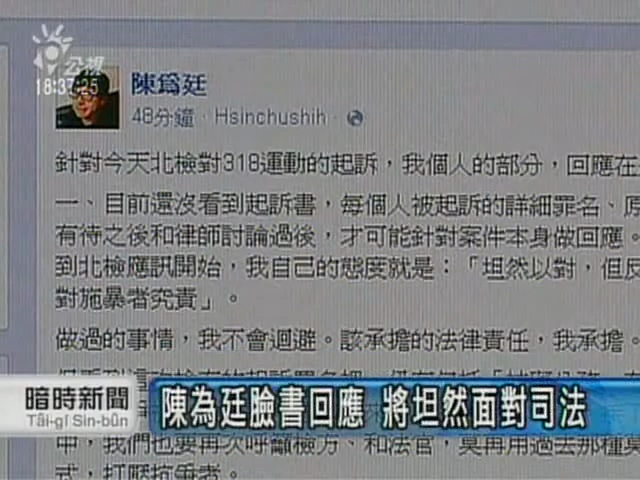 公視
18:37:25
陳為廷
48分鐘 · Hsinchushih ·
針對今天北檢對318運動的起訴，我個人的部分，回應在
一、目前還沒看到起訴書，每個人被起訴的詳細罪名、原
有待之後和律師討論過後，才可能針對案件本身做回應。
到北檢應訊開始，我自己的態度就是：「坦然以對，但反
對施暴者究責」。
做過的事情，我不會迴避。該承擔的法律責任，我承擔。
暗時新聞
Tâi-gí Sin-bûn
陳為廷臉書回應 將坦然面對司法
中，我們也要再次呼籲檢方、和法官，莫再用過去那種
式，打壓抗爭者。